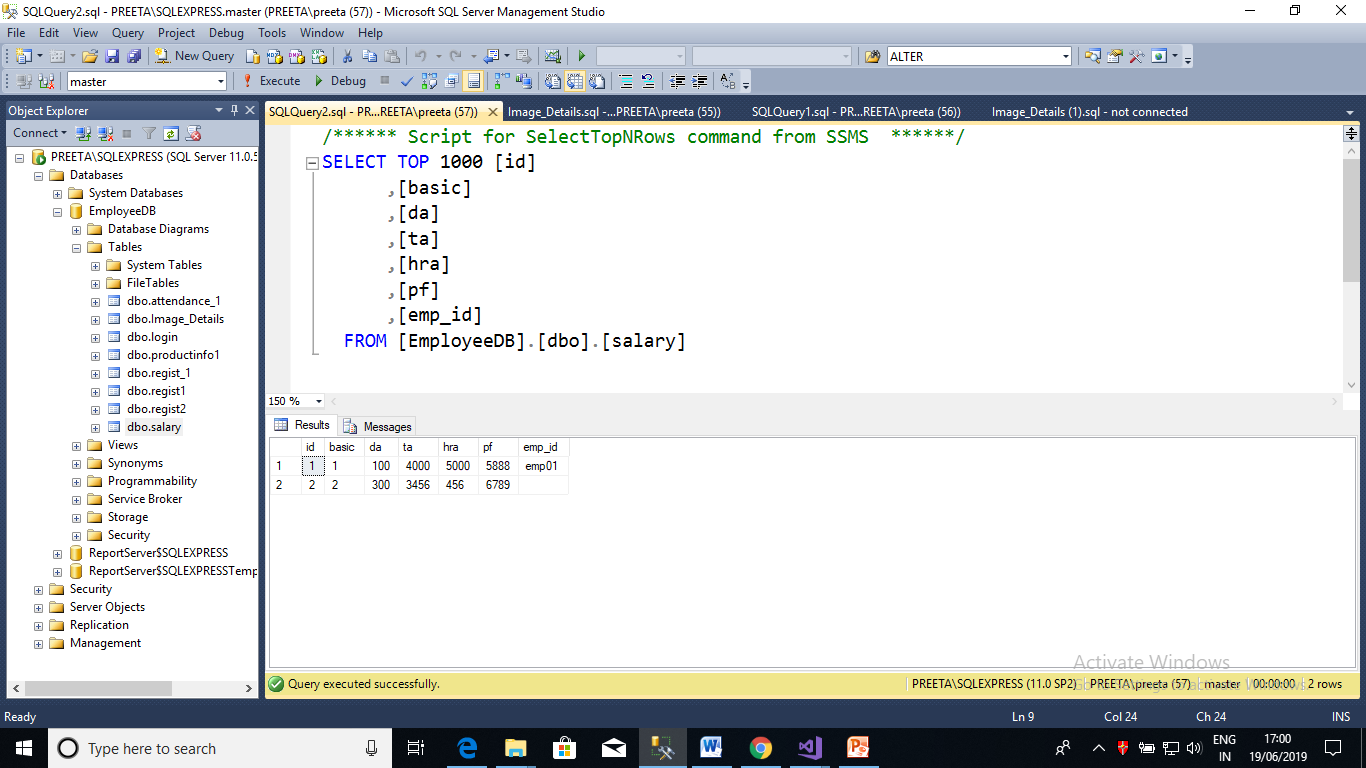 SQLQuery2.sql - PREETA\SQLEXPRESS.master (PREETA\preeta (57)) - Microsoft SQL Server Management Studio
File Edit View Query Project Debug Tools Window Help
New Query ALTER
master Execute Debug
Object Explorer
Connect
PREETA\SQLEXPRESS (SQL Server 11.0.5
Databases
System Databases
EmployeeDB
Database Diagrams
Tables
System Tables
FileTables
dbo.attendance_1
dbo.Image_Details
dbo.login
dbo.productinfo1
dbo.regist_1
dbo.regist1
dbo.regist2
dbo.salary
Views
Synonyms
Programmability
Service Broker
Storage
Security
ReportServer$SQLEXPRESS
ReportServer$SQLEXPRESSTemp
Security
Server Objects
Replication
Management
SQLQuery2.sql - PR...REETA\preeta (57)) Image_Details.sql -...PREETA\preeta (55)) SQLQuery1.sql - PR...REETA\preeta (56)) Image_Details (1).sql - not connected
/****** Script for SelectTopNRows command from SSMS ******/
SELECT TOP 1000 [id]
,[basic]
,[da]
,[ta]
,[hra]
,[pf]
,[emp_id]
FROM [EmployeeDB].[dbo].[salary]
150 %
Results Messages
id basic da ta hra pf emp_id
1 1 1 100 4000 5000 5888 emp01
2 2 2 300 3456 456 6789
Activate Windows
Query executed successfully. PREETA\SQLEXPRESS (11.0 SP2) PREETA\preeta (57) master 00:00:00 2 rows
Ready Ln 9 Col 24 Ch 24 INS
Type here to search
ENG
IN
17:00
19/06/2019